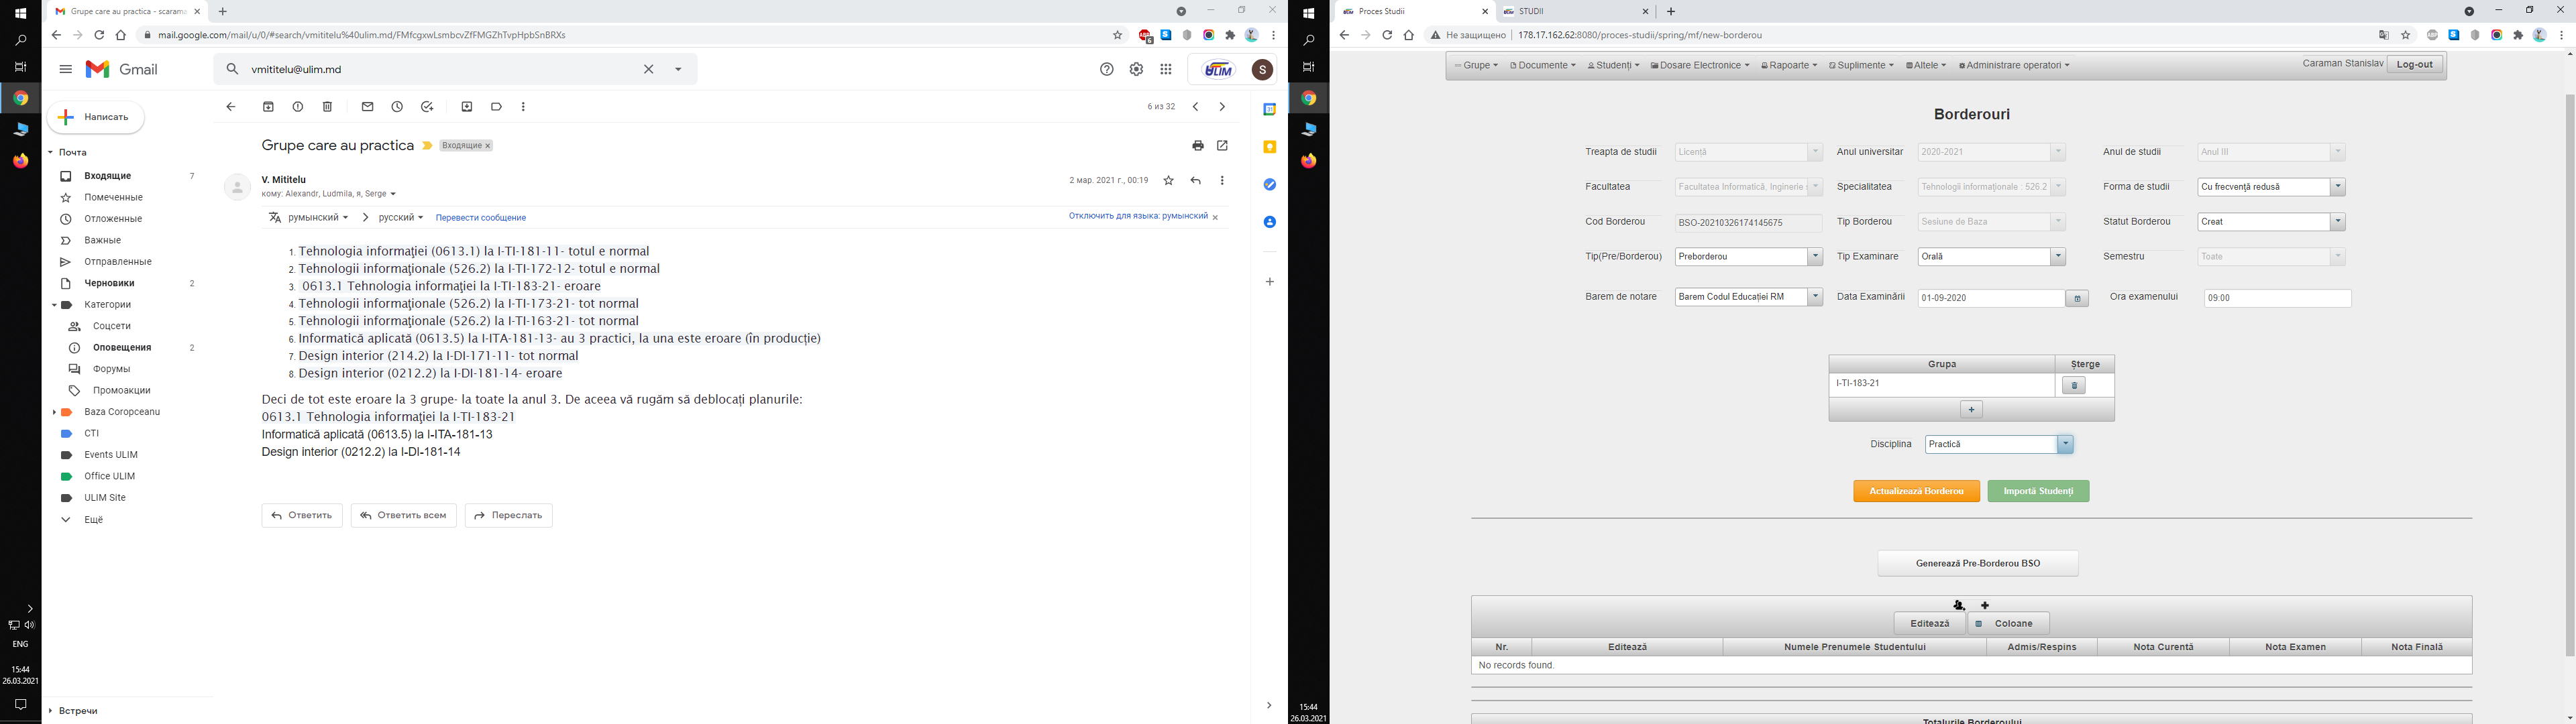 Grupe care au practica - scarama
mail.google.com/mail/u/0/#search/vmititelu%40ulim.md/FMfcgxwLsmbcvZfFMGZhTvpHpbSnBRXs
6
Gmail
vmititelu@ulim.md
ULIM
S
Написать
6 из 32
Почта
Входящие 7
Помеченные
Отложенные
Важные
Отправленные
Черновики 2
Категории
Соцсети
Оповещения 2
Форумы
Промоакции
Baza Coropceanu
CTI
Events ULIM
Office ULIM
ULIM Site
Ещё
Встречи
Grupe care au practica
Входящие ×
V. Mititelu
2 мар. 2021 г., 00:19
кому: Alexandr, Ludmila, я, Serge
румынский > русский Перевести сообщение
Отключить для языка: румынский ×
1. Tehnologia informaţiei (0613.1) la I-TI-181-11- totul e normal
2. Tehnologii informaţionale (526.2) la I-TI-172-12- totul e normal
3. 0613.1 Tehnologia informaţiei la I-TI-183-21- eroare
4. Tehnologii informaţionale (526.2) la I-TI-173-21- tot normal
5. Tehnologii informaţionale (526.2) la I-TI-163-21- tot normal
6. Informatică aplicată (0613.5) la I-ITA-181-13- au 3 practici, la una este eroare (în producție)
7. Design interior (214.2) la I-DI-171-11- tot normal
8. Design interior (0212.2) la I-DI-181-14- eroare
Deci de tot este eroare la 3 grupe- la toate la anul 3. De aceea vă rugăm să deblocați planurile:
0613.1 Tehnologia informaţiei la I-TI-183-21
Informatică aplicată (0613.5) la I-ITA-181-13
Design interior (0212.2) la I-DI-181-14
Ответить
Ответить всем
Переслать
ENG
15:44
26.03.2021
Proces Studii
STUDII
Не защищено | 178.17.162.62:8080/proces-studii/spring/mf/new-borderou
Grupe Documente Studenți Dosare Electronice Rapoarte Suplimente Altele Administrare operatori
Caraman Stanislav Log-out
Borderouri
Treapta de studii Licență Anul universitar 2020-2021 Anul de studii Anul III
Facultatea Facultatea Informatică, Inginerie Specialitatea Tehnologii informaționale : 526.2 Forma de studii Cu frecvență redusă
Cod Borderou BSO-20210326174145675 Tip Borderou Sesiune de Baza Statut Borderou Creat
Tip(Pre/Borderou) Preborderou Tip Examinare Orală Semestru Toate
Barem de notare Barem Codul Educației RM Data Examinării 01-09-2020 Ora examenului 09:00
Grupa Șterge
I-TI-183-21
Disciplina Practică
Actualizează Borderou Importă Studenți
Generează Pre-Borderou BSO
Editează Coloane
Nr. Editează Numele Prenumele Studentului Admis/Respins Nota Curentă Nota Examen Nota Finală
No records found.
Totalurile Borderoului
15:44
26.03.2021